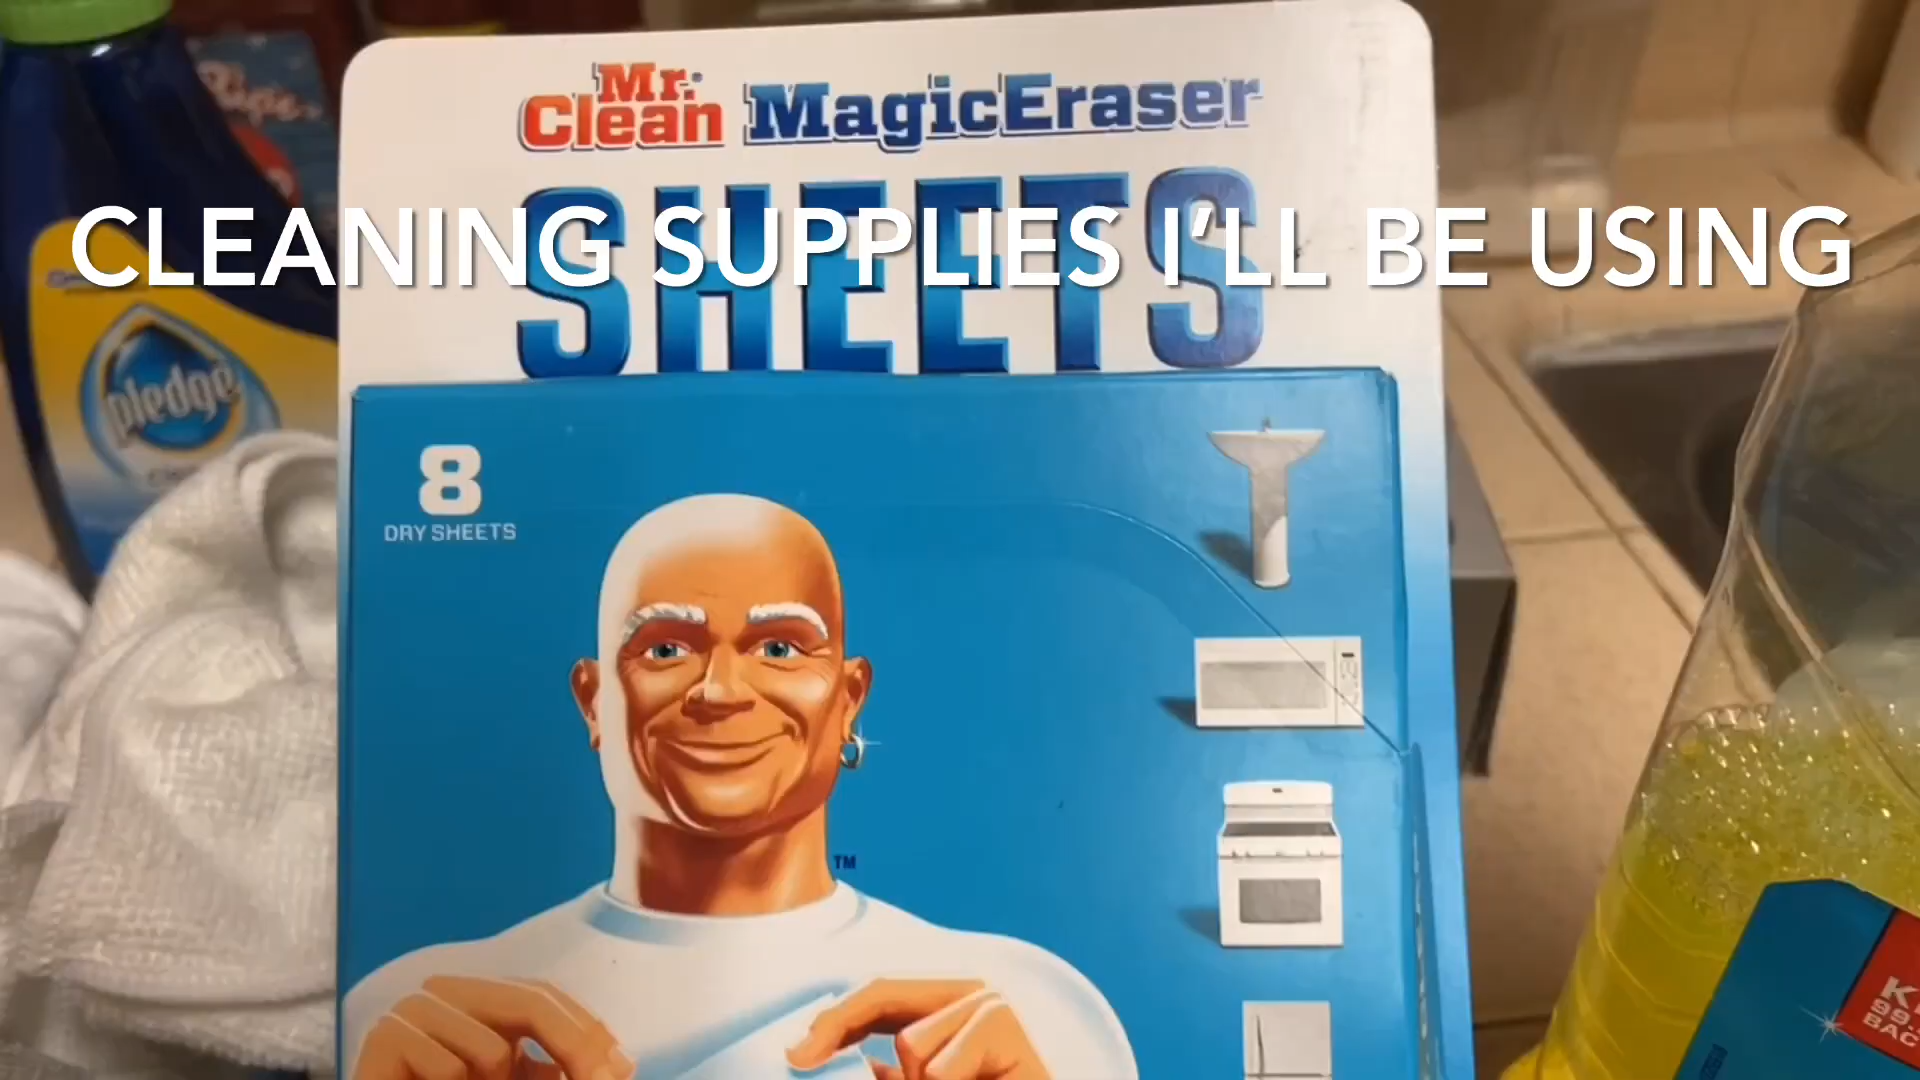 Mr.
Clean MagicEraser
SHEETS
CLEANING SUPPLIES I'LL BE USING
pledge
8
DRY SHEETS
TM